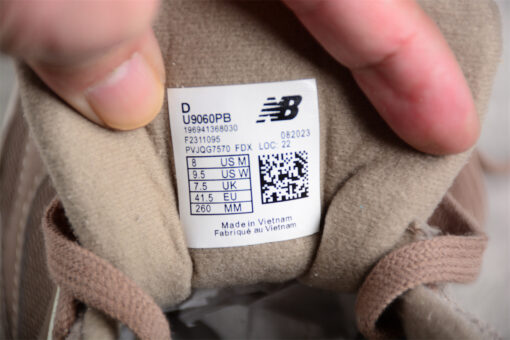 D
U9060PB
NB
196941368030
F2311095
082023
PVJQG7570 FDX LOC: 22
8 US M
9.5 US W
7.5 UK
41.5 EU
260 MM
Made in Vietnam
Fabriqué au Vietnam